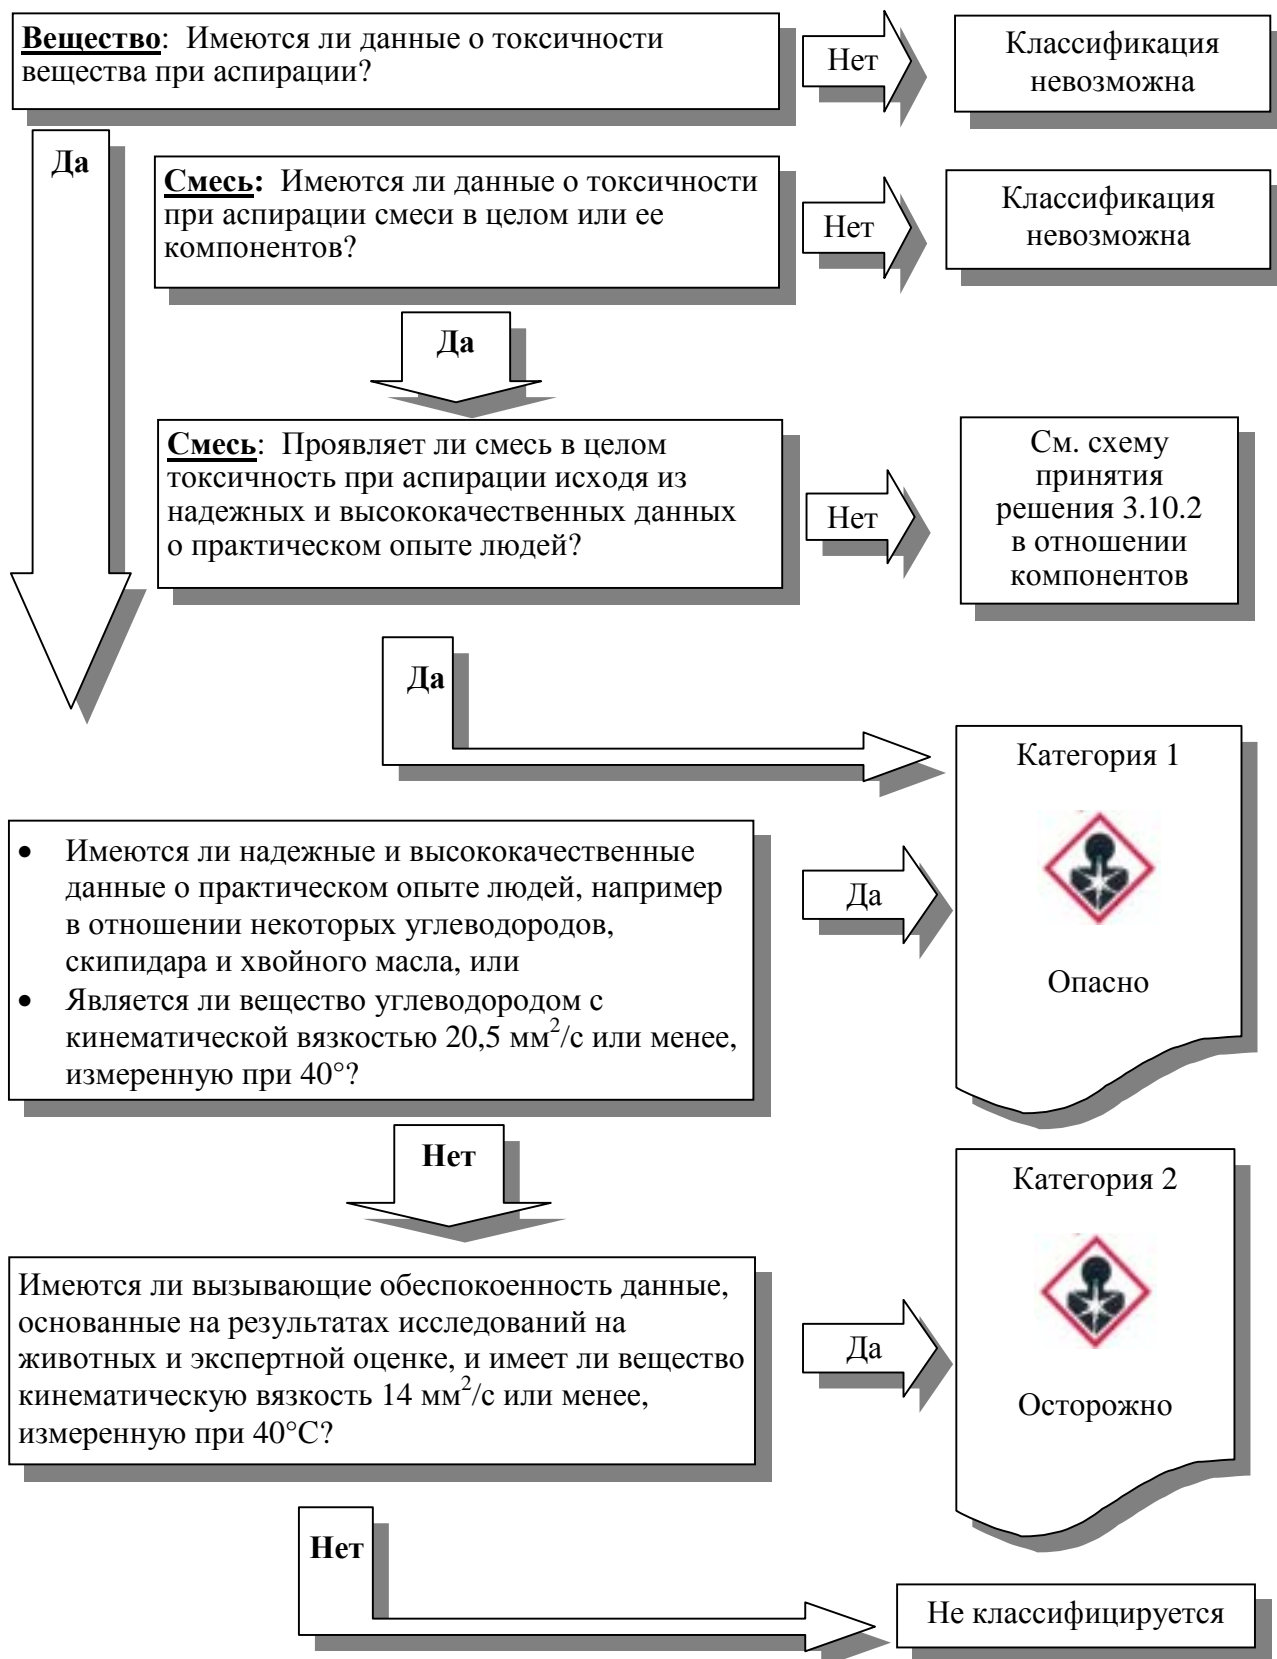 Вещество: Имеются ли данные о токсичности
вещества при аспирации?
Нет
Классификация
невозможна
Да
Смесь: Имеются ли данные о токсичности
при аспирации смеси в целом или ее
компонентов?
Нет
Классификация
невозможна
Да
Смесь: Проявляет ли смесь в целом
токсичность при аспирации исходя из
надежных и высококачественных данных
о практическом опыте людей?
Нет
См. схему
принятия
решения 3.10.2
в отношении
компонентов
Да
Категория 1
Опасно
• Имеются ли надежные и высококачественные
данные о практическом опыте людей, например
в отношении некоторых углеводородов,
скипидара и хвойного масла, или
• Является ли вещество углеводородом с
кинематической вязкостью 20,5 мм²/с или менее,
измеренную при 40°?
Да
Нет
Категория 2
Осторожно
Имеются ли вызывающие обеспокоенность данные,
основанные на результатах исследований на
животных и экспертной оценке, и имеет ли вещество
кинематическую вязкость 14 мм²/с или менее,
измеренную при 40°C?
Да
Нет
Не классифицируется